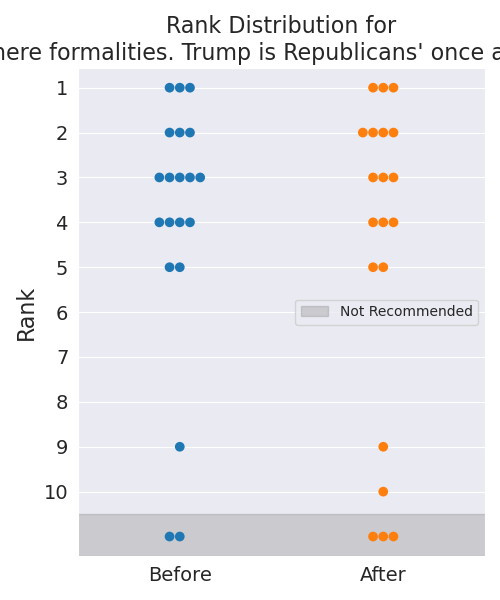 Rank Distribution for
nere formalities. Trump is Republicans' once a
1
2
3
4
5
6
7
8
9
10
Rank
Not Recommended
Before
After